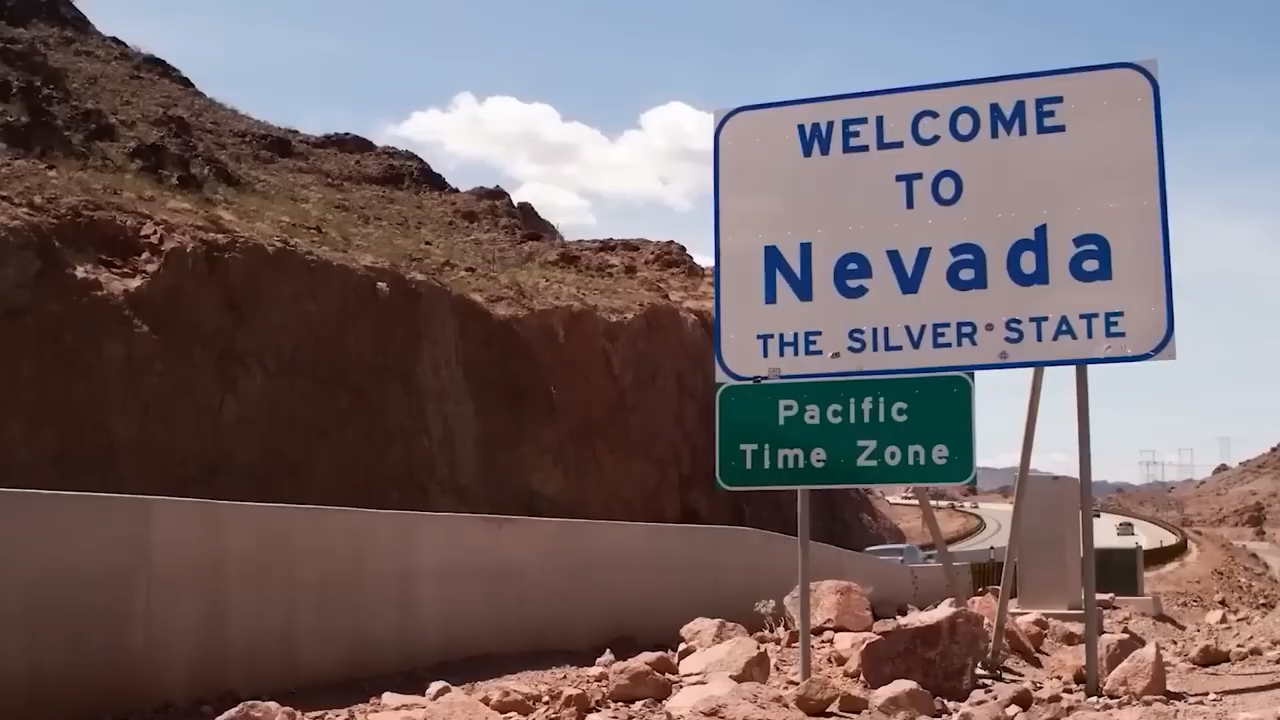 WELCOME
TO
Nevada
THE SILVER STATE
Pacific
Time Zone